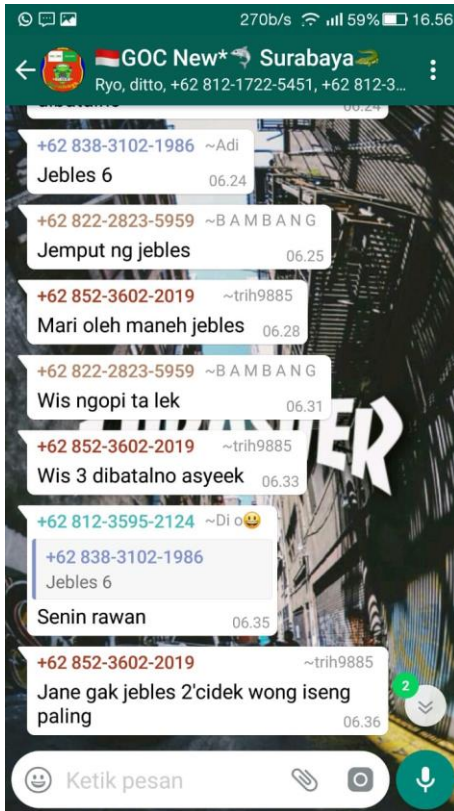 270b/s 59% 16.56
GOC New* Surabaya
Ryo, ditto, +62 812-1722-5451, +62 812-3...
06.24
+62 838-3102-1986 ~Adi
Jebles 6
06.24
+62 822-2823-5959 ~B A M B A N G
Jemput ng jebles
06.25
+62 852-3602-2019 ~trih9885
Mari oleh maneh jebles
06.28
+62 822-2823-5959 ~B A M B A N G
Wis ngopi ta lek
06.31
+62 852-3602-2019 ~trih9885
Wis 3 dibatalno asyeek
06.33
+62 812-3595-2124 ~Di o😃
+62 838-3102-1986
Jebles 6
Senin rawan
06.35
+62 852-3602-2019 ~trih9885
Jane gak jebles 2'cidek wong iseng
paling
06.36
2
Ketik pesan